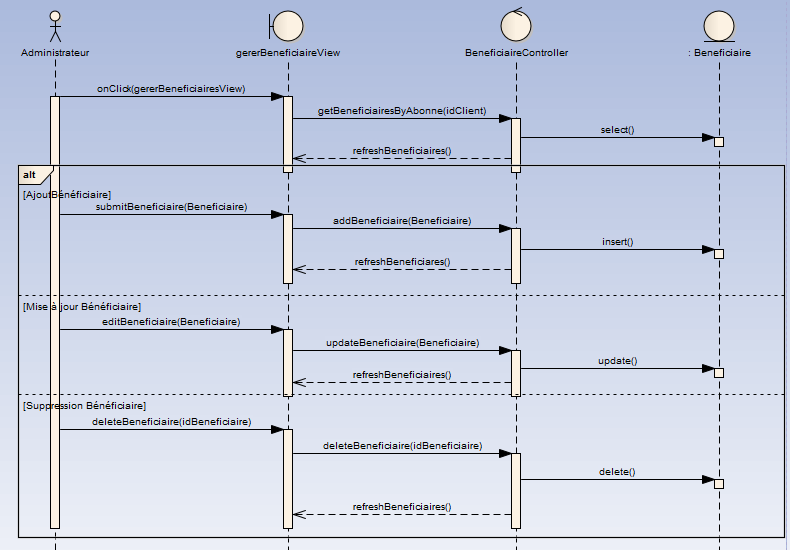 Administrateur
gererBeneficiaireView
BeneficiaireController
: Beneficiaire
onClick(gererBeneficiairesView)
getBeneficiairesByAbonne(idClient)
select()
refreshBeneficiaires()
alt
[AjoutBénéficiaire]
submitBeneficiaire(Beneficiaire)
addBeneficiaire(Beneficiaire)
insert()
refreshBeneficiares()
[Mise à jour Bénéficiaire]
editBeneficiaire(Beneficiaire)
updateBeneficiaire(Beneficiaire)
update()
refreshBeneficiaires()
[Suppression Bénéficiaire]
deleteBeneficiaire(idBeneficiaire)
deleteBeneficiaire(idBeneficiaire)
delete()
refreshBeneficiaires()